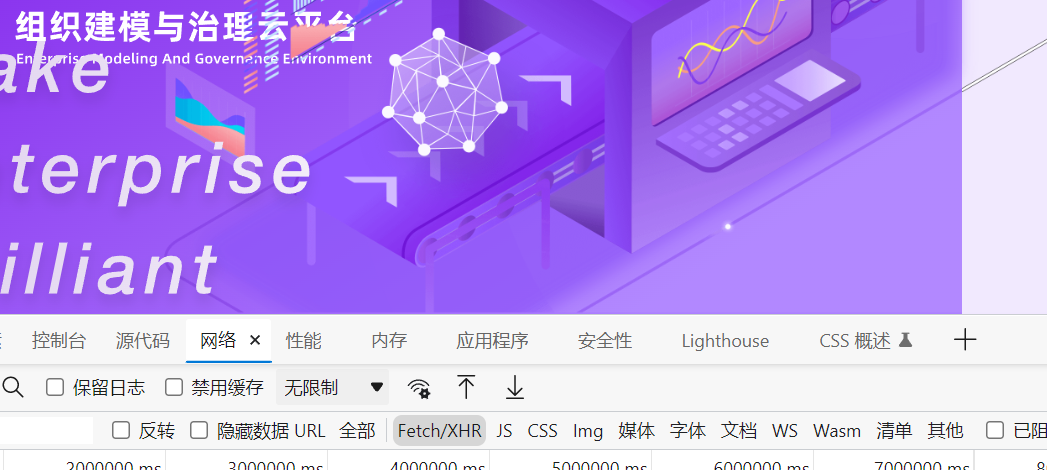 组织建模与治理云平台
Enterprise Modeling And Governance Environment
ake
terprise
illiant
控制台 源代码 网络 × 性能 内存 应用程序 安全性 Lighthouse CSS 概述
保留日志 禁用缓存 无限制
反转 隐藏数据 URL 全部 Fetch/XHR JS CSS Img 媒体 字体 文档 WS Wasm 清单 其他 已阻
2000000 ms 3000000 ms 4000000 ms 5000000 ms 6000000 ms 7000000 ms 8